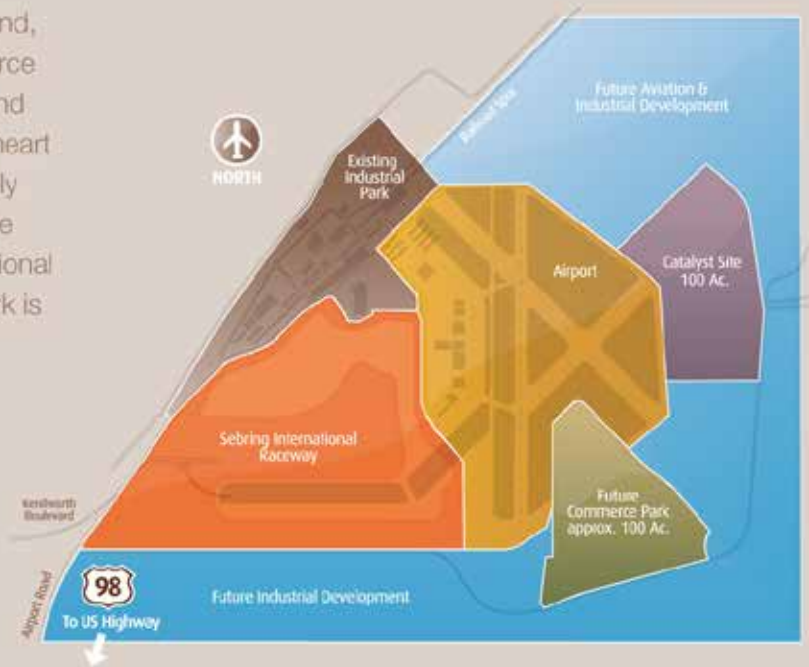 nd,
rce
nd
heart
ly
e
ional
k is
NORTH
Railroad Spur
Future Aviation &
Industrial Development
Existing
Industrial
Park
Airport
Catalyst Site
100 Ac.
Sebring International
Raceway
Kenilworth
Boulevard
Future
Commerce Park
approx. 100 Ac.
Airport Road
98
To US Highway
Future Industrial Development